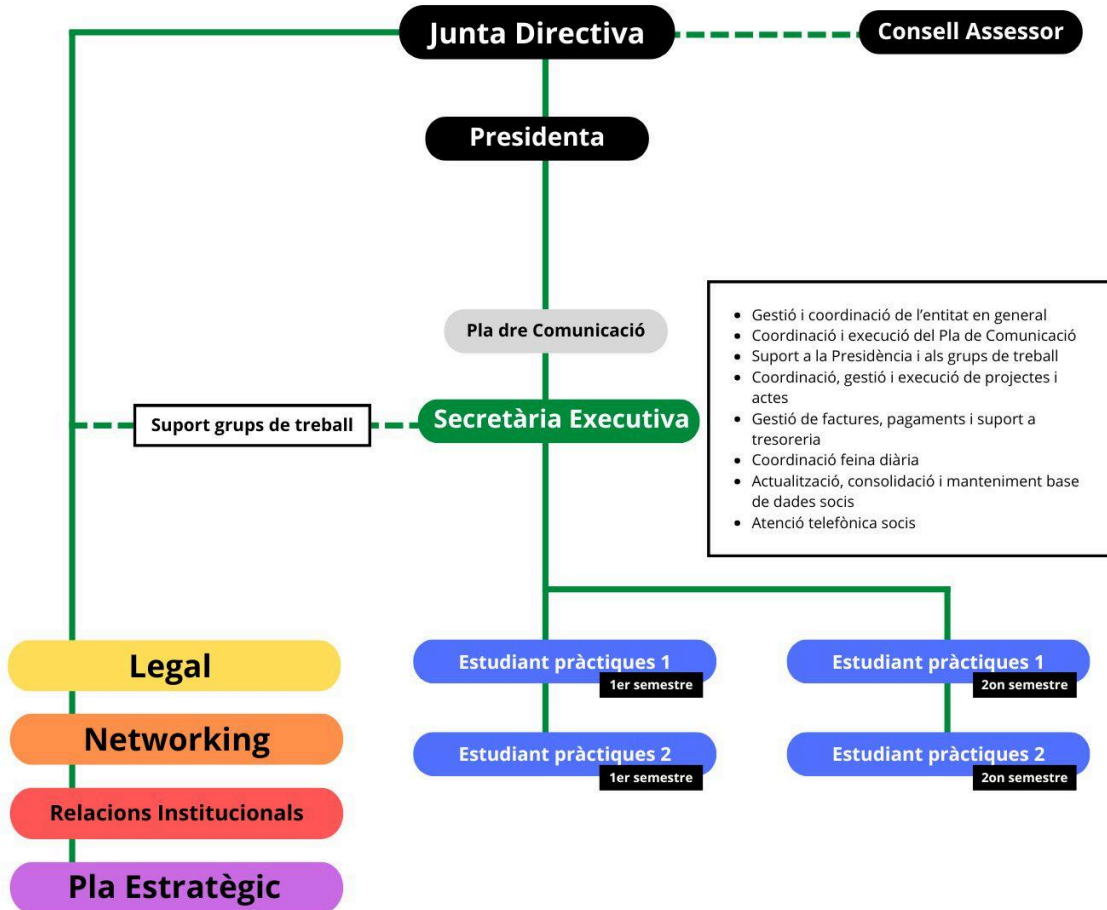 Junta Directiva
Consell Assessor
Presidenta
Pla dre Comunicació
Suport grups de treball
Secretària Executiva
• Gestió i coordinació de l'entitat en general
• Coordinació i execució del Pla de Comunicació
• Suport a la Presidència i als grups de treball
• Coordinació, gestió i execució de projectes i
actes
• Gestió de factures, pagaments i suport a
tresoreria
• Coordinació feina diària
• Actualització, consolidació i manteniment base
de dades socis
• Atenció telefònica socis
Legal
Networking
Relacions Institucionals
Pla Estratègic
Estudiant pràctiques 1
1er semestre
Estudiant pràctiques 2
1er semestre
Estudiant pràctiques 1
2on semestre
Estudiant pràctiques 2
2on semestre